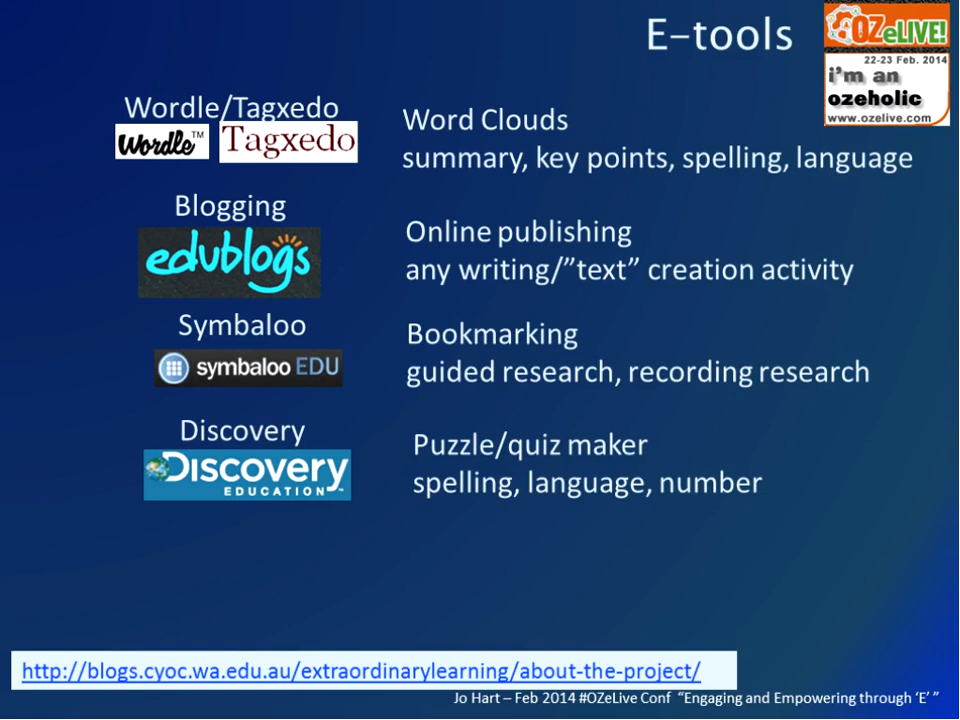 E-tools
OZeLIVE!
22-23 Feb. 2014
i'm an
ozeholic
www.ozelive.com
Wordle/Tagxedo
Wordle™ Tagxedo
Word Clouds
summary, key points, spelling, language
Blogging
edublogs
Online publishing
any writing/”text” creation activity
Symbaloo
symbaloo EDU
Bookmarking
guided research, recording research
Discovery
DISCOVERY
EDUCATION™
Puzzle/quiz maker
spelling, language, number
http://blogs.cyoc.wa.edu.au/extraordinarylearning/about-the-project/
Jo Hart – Feb 2014 #OZeLive Conf “Engaging and Empowering through ‘E’ ”